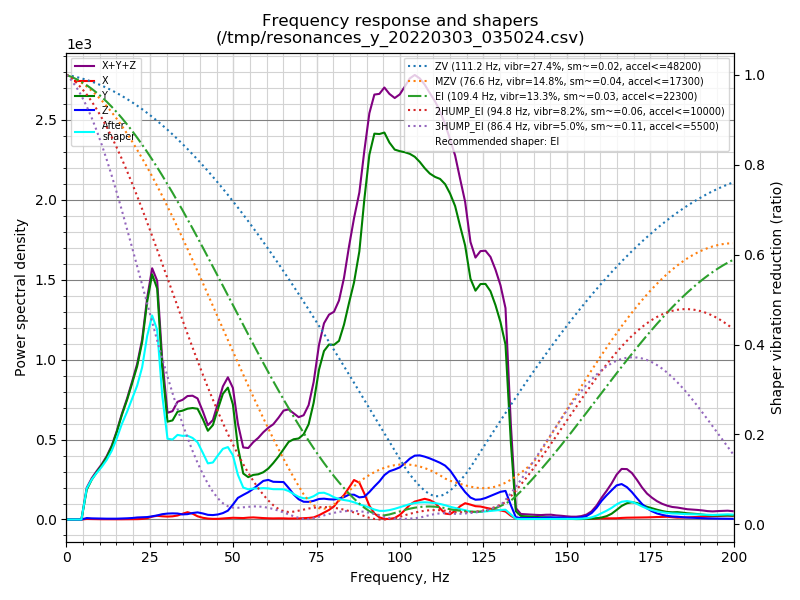 Frequency response and shapers
(/tmp/resonances_y_20220303_035024.csv)
1e3
X+Y+Z
X
Y
Z
After
shaper
ZV (111.2 Hz, vibr=27.4%, sm~=0.02, accel<=48200)
MZV (76.6 Hz, vibr=14.8%, sm~=0.04, accel<=17300)
EI (109.4 Hz, vibr=13.3%, sm~=0.03, accel<=22300)
2HUMP_EI (94.8 Hz, vibr=8.2%, sm~=0.06, accel<=10000)
3HUMP_EI (86.4 Hz, vibr=5.0%, sm~=0.11, accel<=5500)
Recommended shaper: EI
Power spectral density
2.5
2.0
1.5
1.0
0.5
0.0
1.0
0.8
0.6
0.4
0.2
0.0
Shaper vibration reduction (ratio)
0 25 50 75 100 125 150 175 200
Frequency, Hz